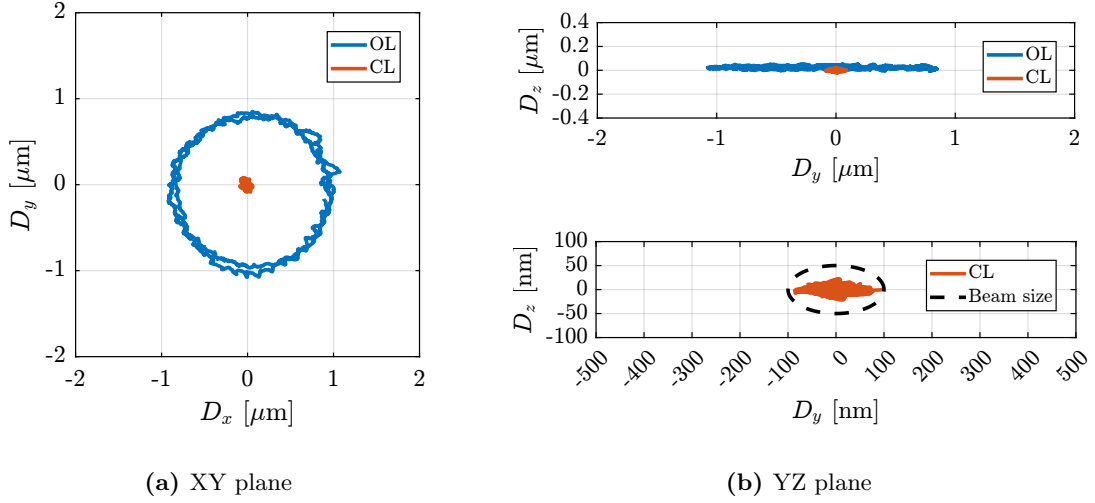 2
1
0
-1
-2
-2
-1
0
1
2
D_y [μm]
D_x [μm]
OL
CL
(a) XY plane
0.4
0.2
0
-0.2
-0.4
-2
-1
0
1
2
D_z [μm]
D_y [μm]
OL
CL
100
50
0
-50
-100
-500
-400
-300
-200
-100
0
100
200
300
400
500
D_z [nm]
D_y [nm]
CL
Beam size
(b) YZ plane